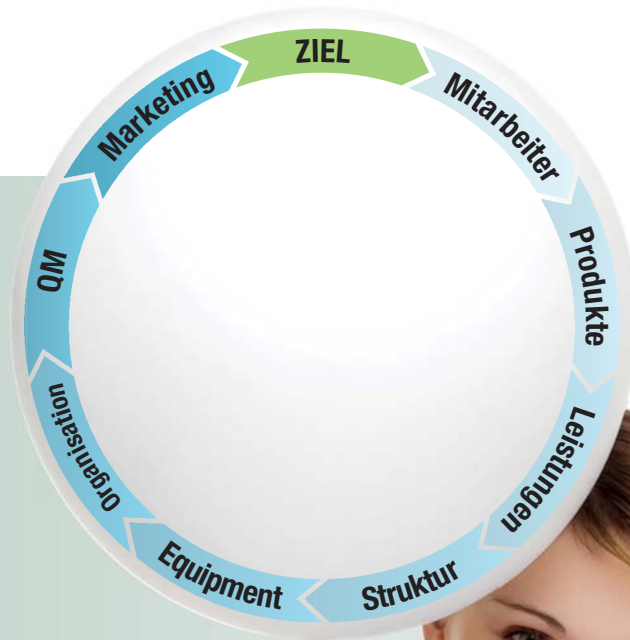 ZIEL
Mitarbeiter
Produkte
Leistungen
Struktur
Equipment
Organisation
QM
Marketing